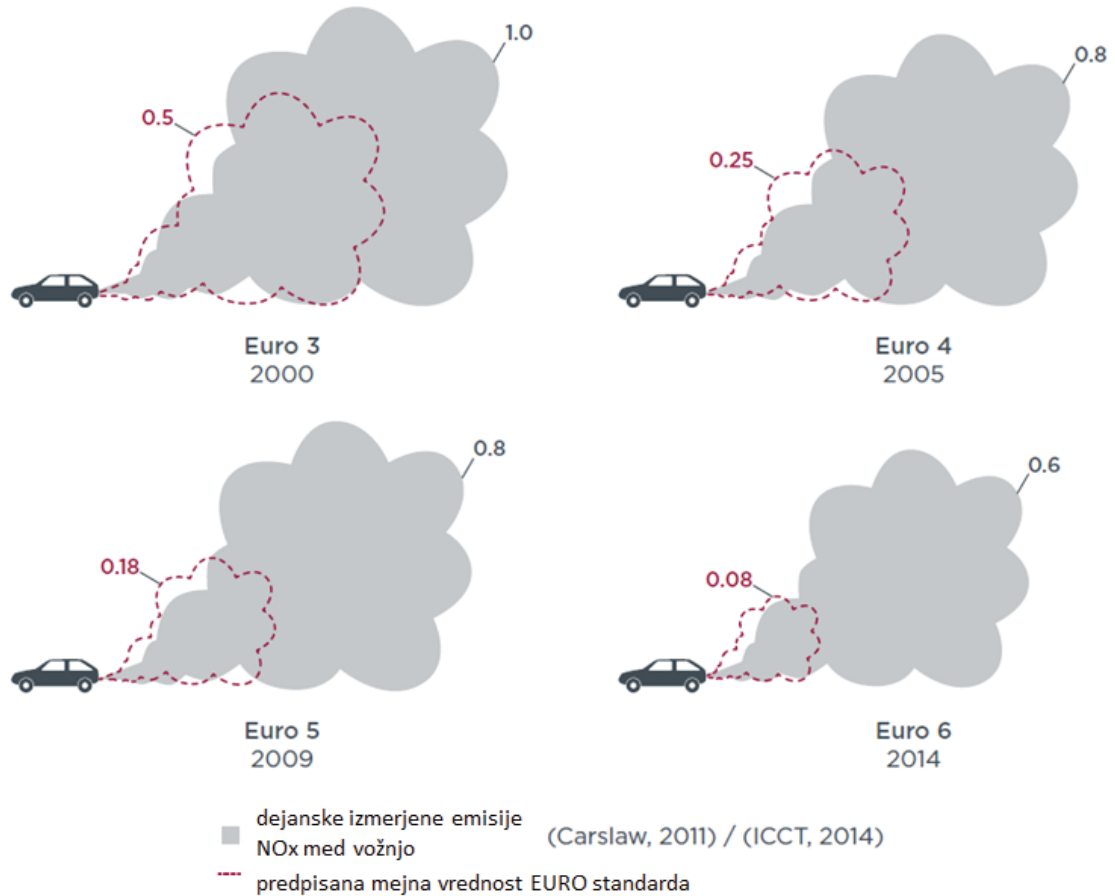 1.0
0.5
Euro 3
2000
0.8
0.25
Euro 4
2005
0.8
0.18
Euro 5
2009
0.6
0.08
Euro 6
2014
dejanske izmerjene emisije
NOx med vožnjo
(Carslaw, 2011) / (ICCT, 2014)
predpisana mejna vrednost EURO standarda